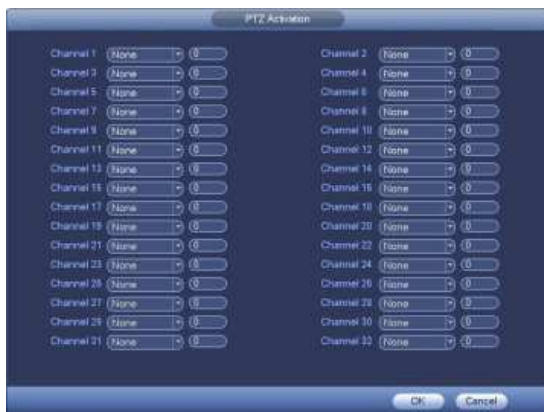 PTZ Activation
Channel 1 None 0 Channel 2 None 0
Channel 3 None 0 Channel 4 None 0
Channel 5 None 0 Channel 6 None 0
Channel 7 None 0 Channel 8 None 0
Channel 9 None 0 Channel 10 None 0
Channel 11 None 0 Channel 12 None 0
Channel 13 None 0 Channel 14 None 0
Channel 15 None 0 Channel 16 None 0
Channel 17 None 0 Channel 18 None 0
Channel 19 None 0 Channel 20 None 0
Channel 21 None 0 Channel 22 None 0
Channel 23 None 0 Channel 24 None 0
Channel 25 None 0 Channel 26 None 0
Channel 27 None 0 Channel 28 None 0
Channel 29 None 0 Channel 30 None 0
Channel 31 None 0 Channel 32 None 0
OK Cancel